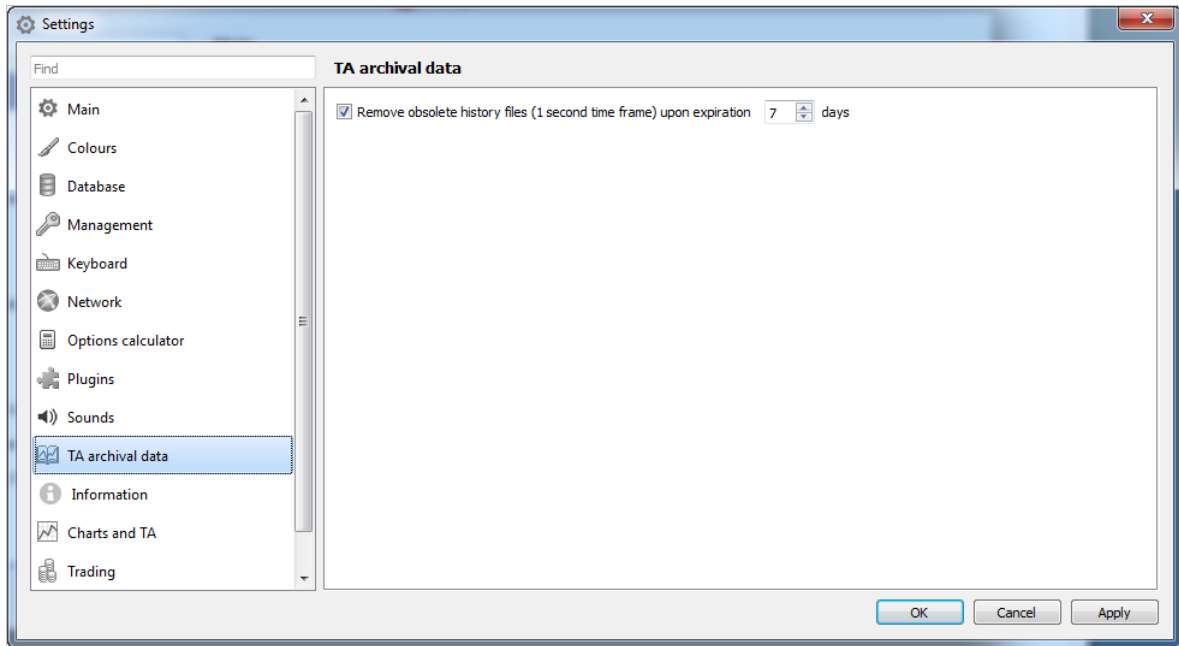 Settings
Find
TA archival data
Main
Remove obsolete history files (1 second time frame) upon expiration 7 days
Colours
Database
Management
Keyboard
Network
Options calculator
Plugins
Sounds
TA archival data
Information
Charts and TA
Trading
OK Cancel Apply